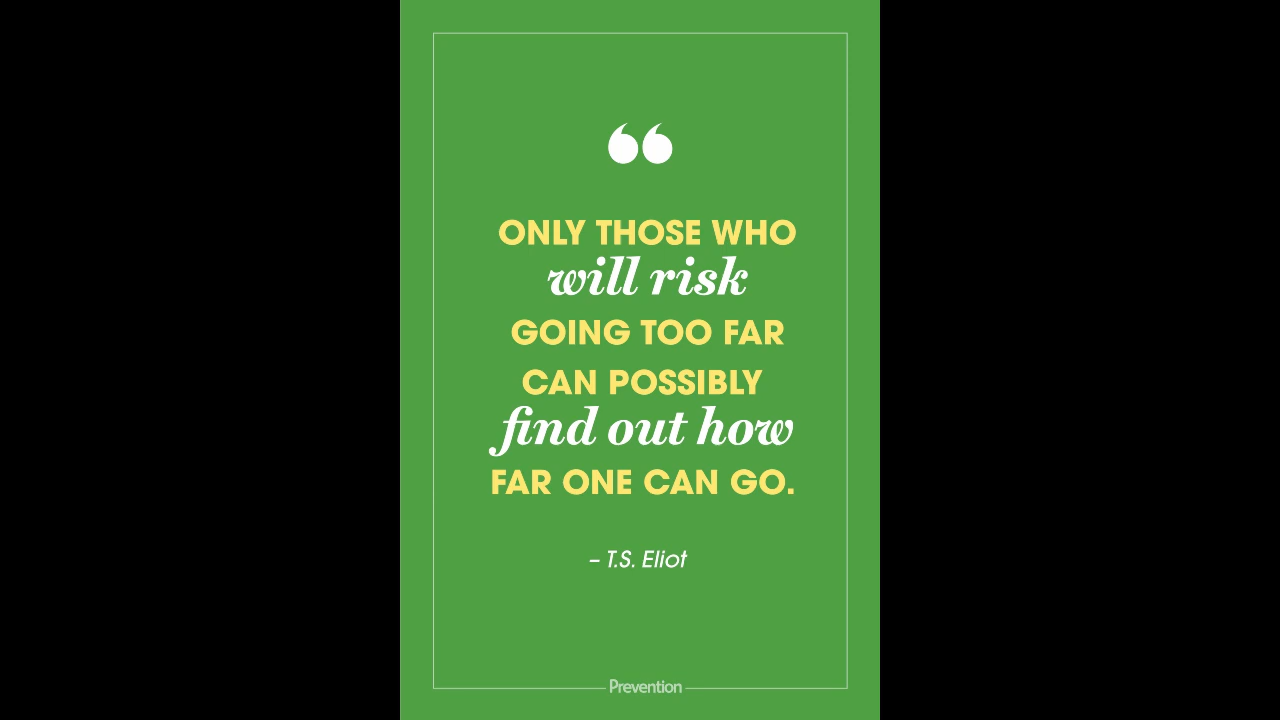 “
ONLY THOSE WHO
will risk
GOING TOO FAR
CAN POSSIBLY
find out how
FAR ONE CAN GO.
– T.S. Eliot
Prevention